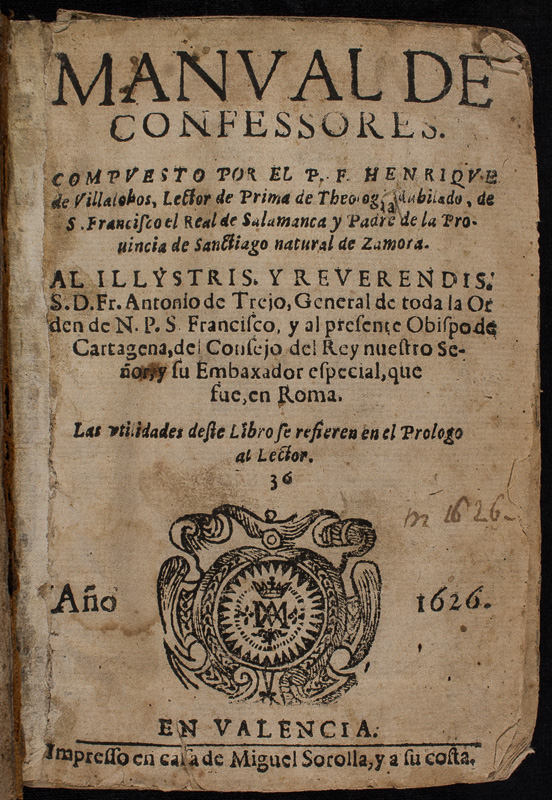 MANVAL DE
CONFESSORES.
COMPVESTO POR EL P. F. HENRIQVE
de Villalobos, Lector de Prima de Theologia jubilado, de
S. Francisco el Real de Salamanca y Padre de la Pro-
uincia de Sanctiago natural de Zamora.
AL ILLVSTRIS. Y REVERENDIS.
S. D. Fr. Antonio de Trejo, General de toda la Or
den de N. P. S. Francisco, y al presente Obispo de
Cartagena, del Consejo del Rey nuestro Se-
ñor, y su Embaxador especial, que
fue, en Roma.
Las vtilidades deste Libro se refieren en el Prologo
al Lector.
36
m 1626.
Año 1626.
EN VALENCIA.
Impresso en casa de Miguel Sorolla, y a su costa.